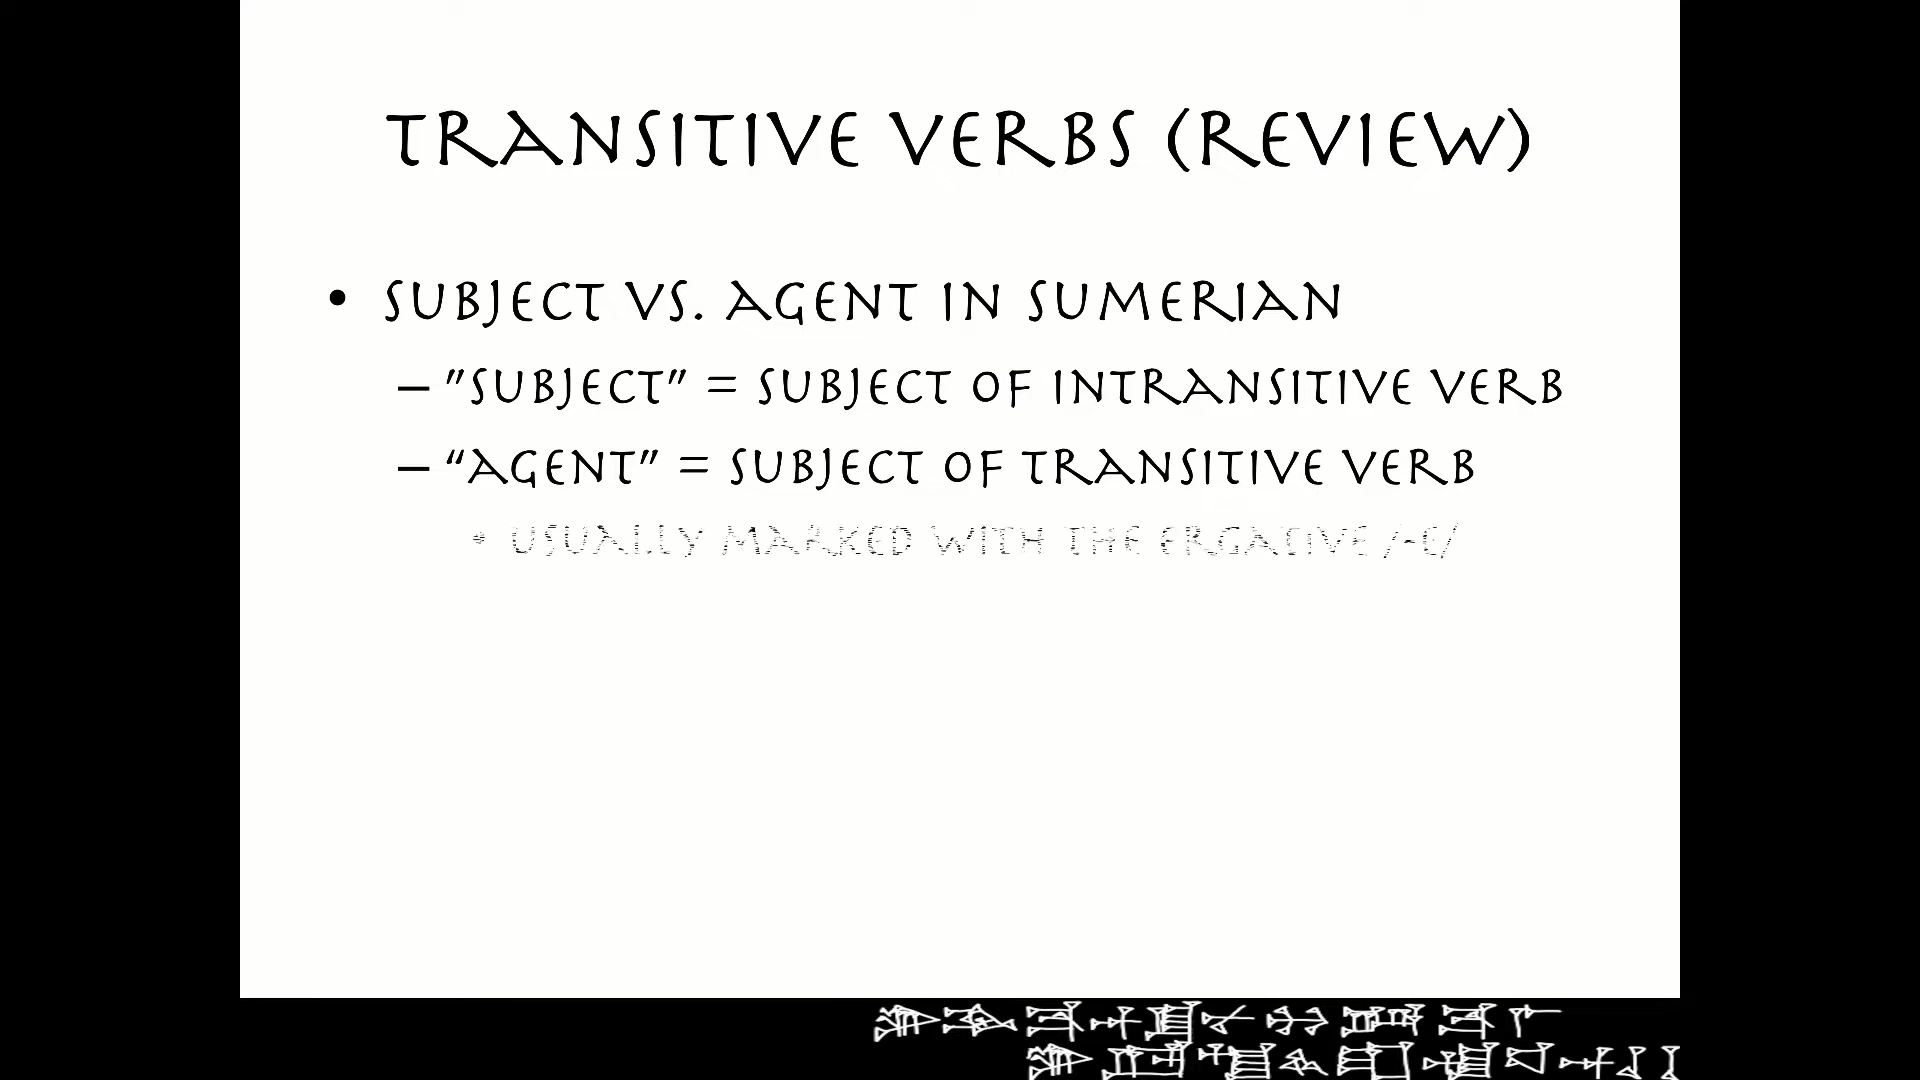 TRANSITIVE VERBS (REVIEW)
• SUBJECT VS. AGENT IN SUMERIAN
– "SUBJECT" = SUBJECT OF INTRANSITIVE VERB
– “AGENT” = SUBJECT OF TRANSITIVE VERB
• USUALLY MARKED WITH THE ERGATIVE /-E/